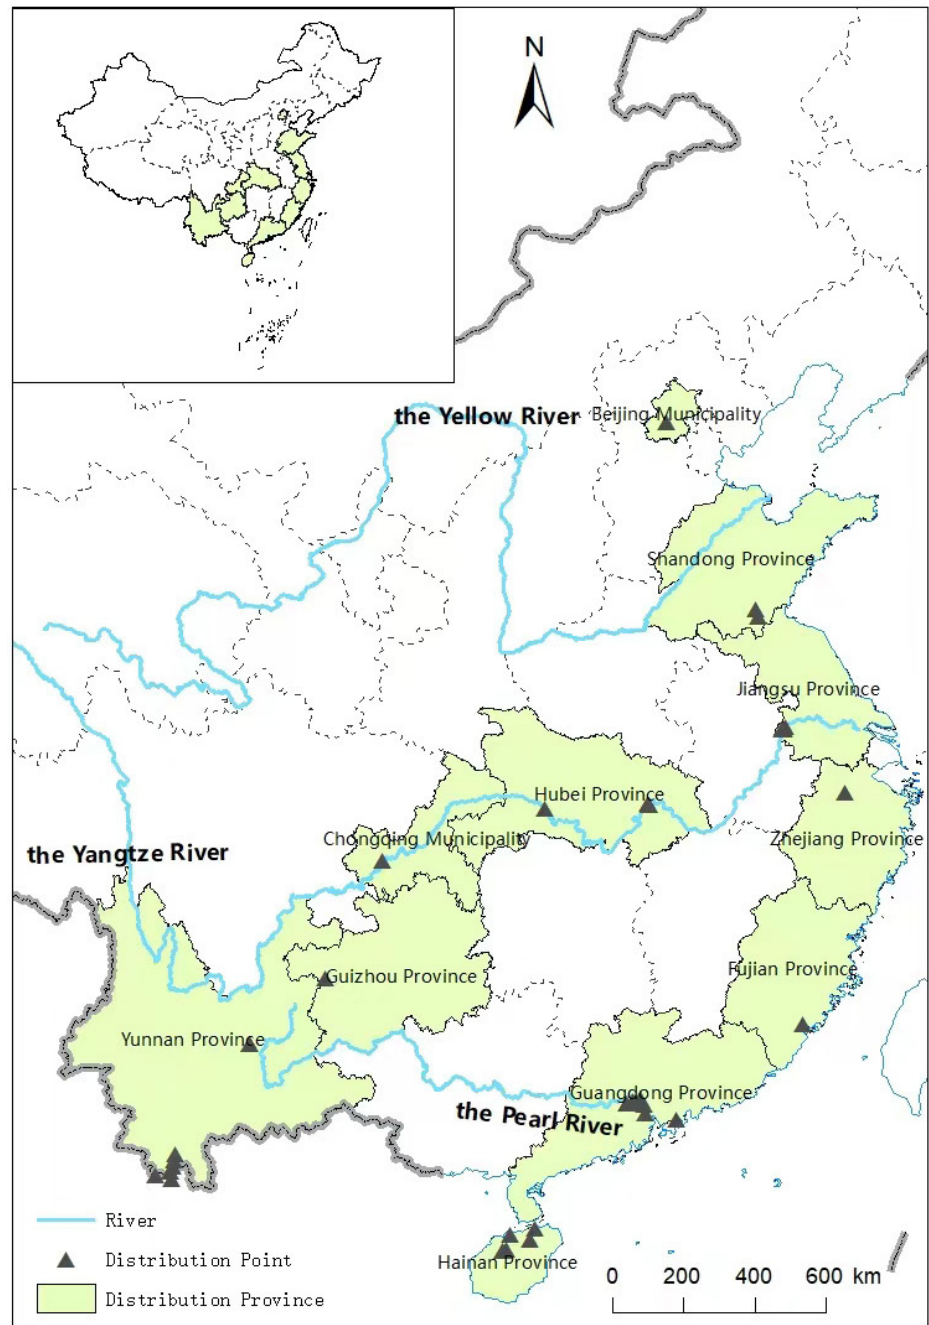 N
the Yellow River
Beijing Municipality
Shandong Province
Jiangsu Province
Hubei Province
Chongqing Municipality
Zhejiang Province
the Yangtze River
Fujian Province
Guizhou Province
Yunnan Province
Guangdong Province
the Pearl River
River
Distribution Point
Hainan Province
0 200 400 600 km
Distribution Province